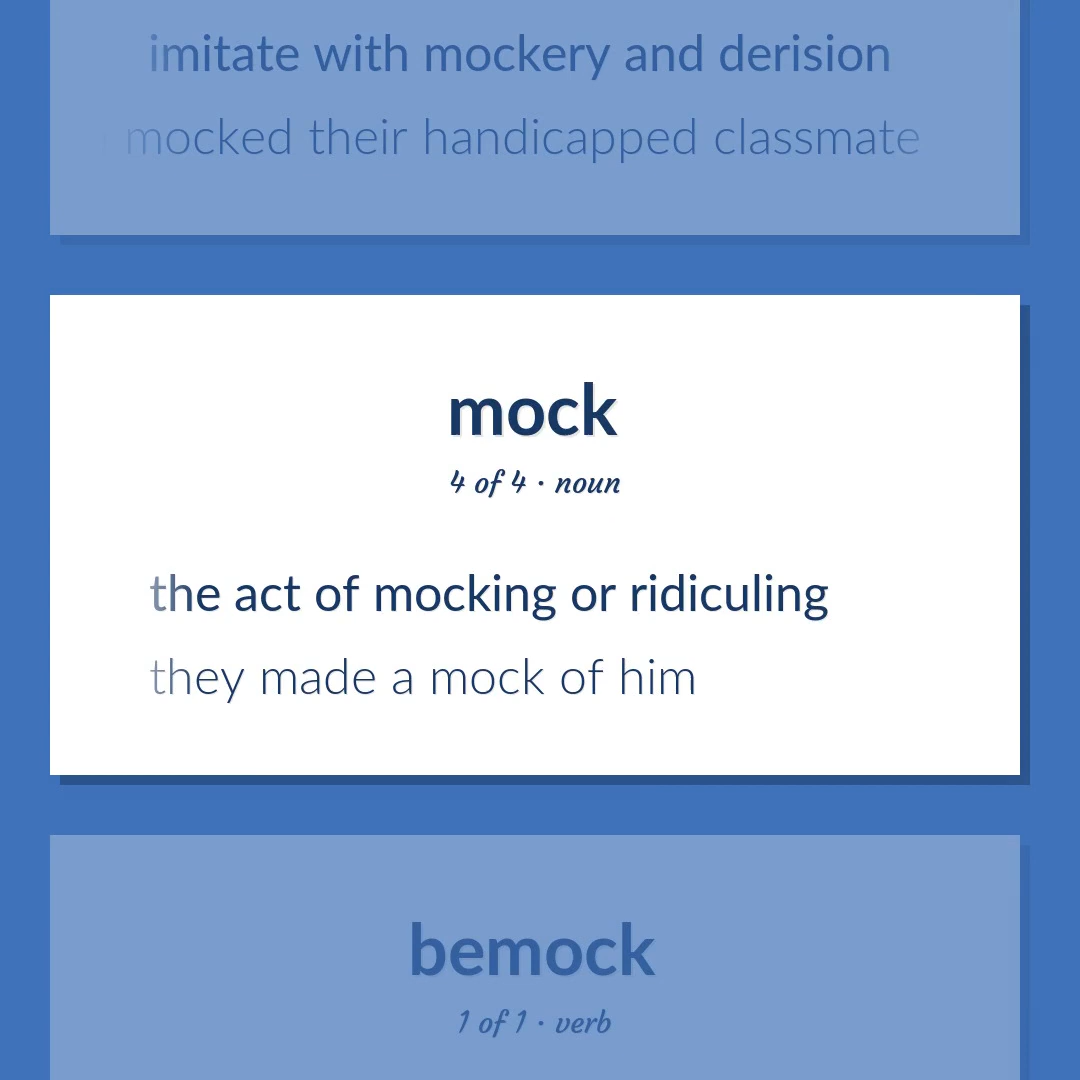 imitate with mockery and derision
mocked their handicapped classmate
mock
4 of 4 · noun
the act of mocking or ridiculing
they made a mock of him
bemock
1 of 1 · verb